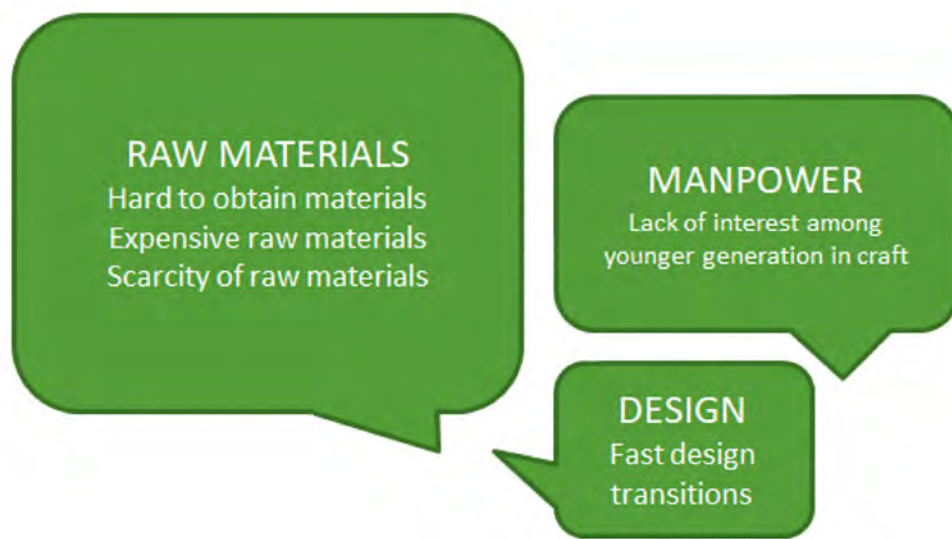 RAW MATERIALS
Hard to obtain materials
Expensive raw materials
Scarcity of raw materials
MANPOWER
Lack of interest among
younger generation in craft
DESIGN
Fast design
transitions